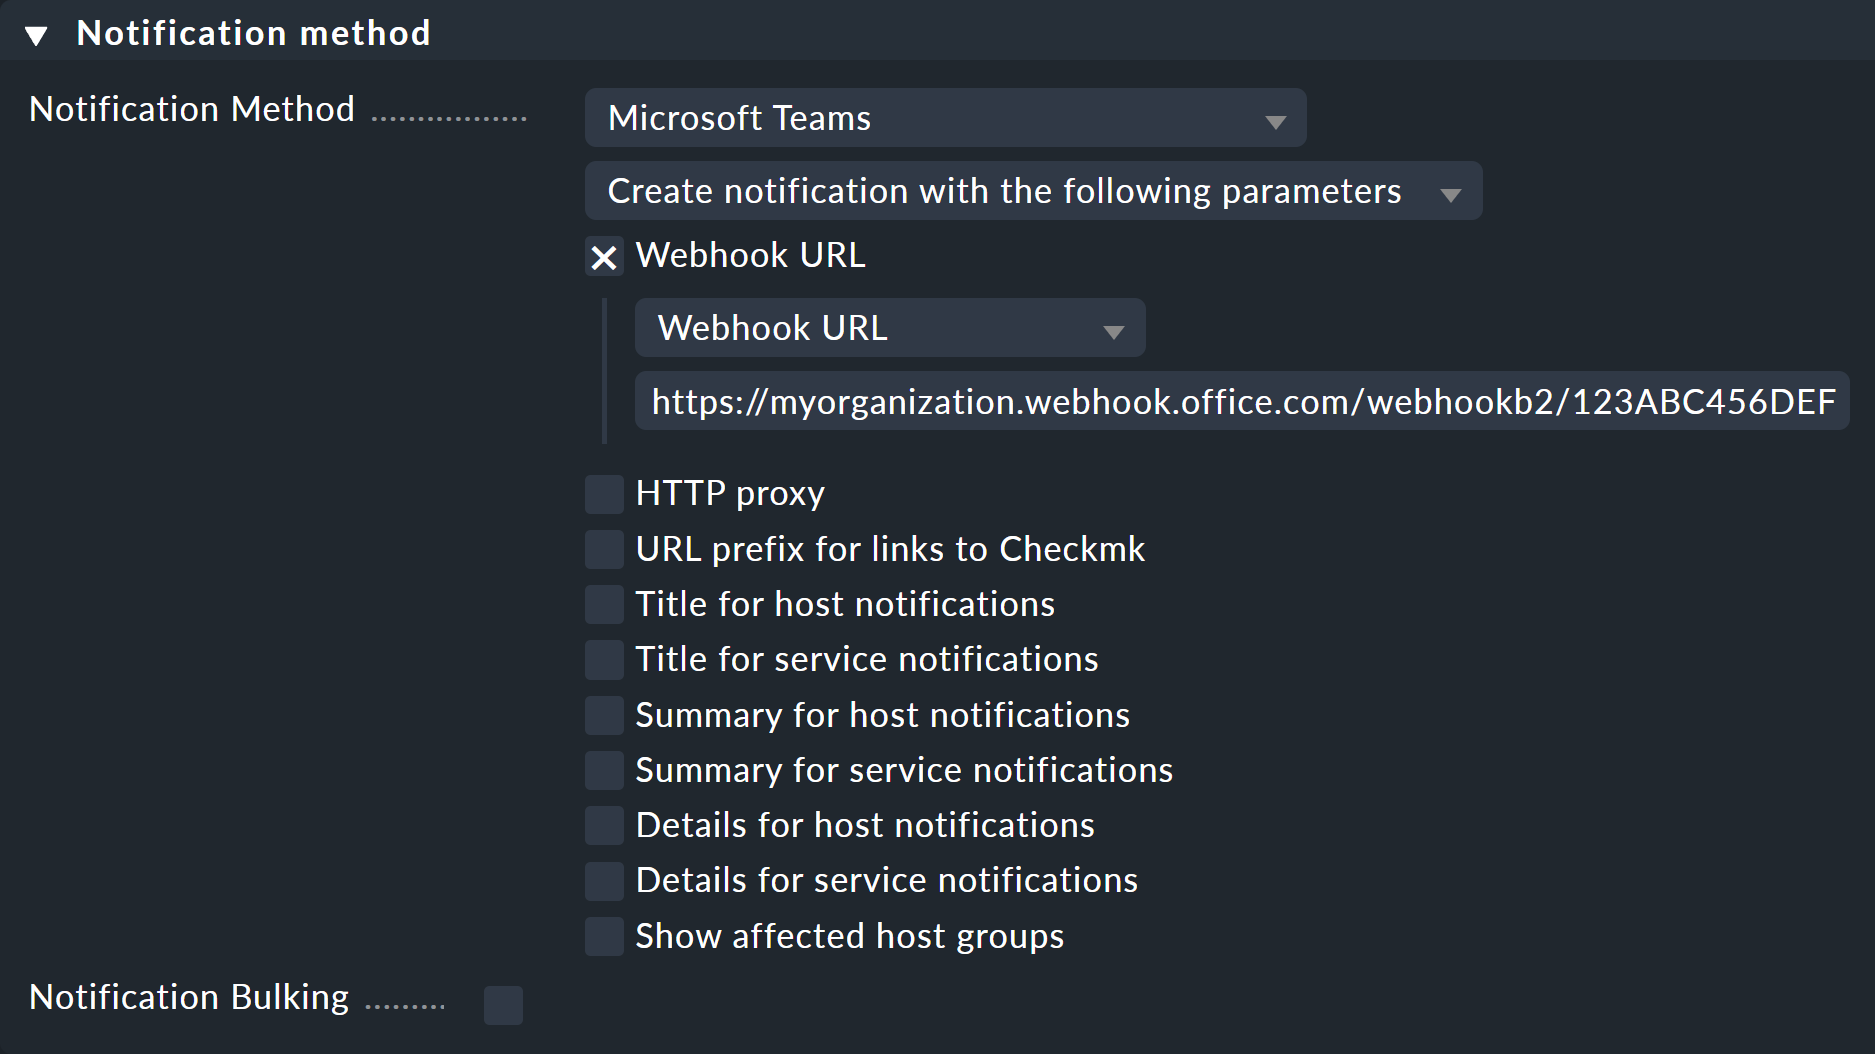 Notification method
Notification Method
Microsoft Teams
Create notification with the following parameters
Webhook URL
Webhook URL
https://myorganization.webhook.office.com/webhookb2/123ABC456DEF
HTTP proxy
URL prefix for links to Checkmk
Title for host notifications
Title for service notifications
Summary for host notifications
Summary for service notifications
Details for host notifications
Details for service notifications
Show affected host groups
Notification Bulking